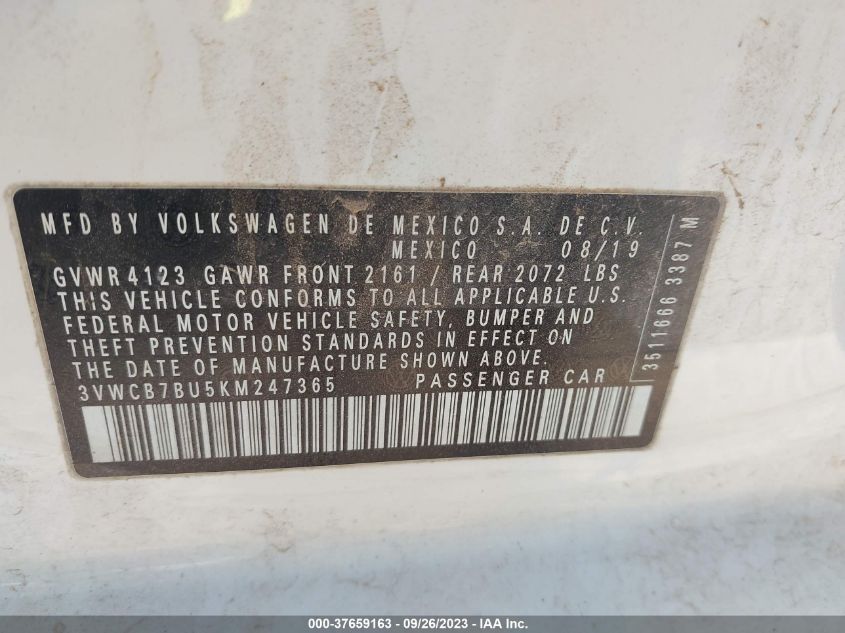 MFD BY VOLKSWAGEN DE MEXICO S.A. DE C.V.
MEXICO 08/19
GVWR 4123 GAWR FRONT 2161 / REAR 2072 LBS
THIS VEHICLE CONFORMS TO ALL APPLICABLE U.S.
FEDERAL MOTOR VEHICLE SAFETY, BUMPER AND
THEFT PREVENTION STANDARDS IN EFFECT ON
THE DATE OF MANUFACTURE SHOWN ABOVE.
3VWCB7BU5KM247365 PASSENGER CAR
3511666 3387 M
000-37659163 - 09/26/2023 - IAA Inc.